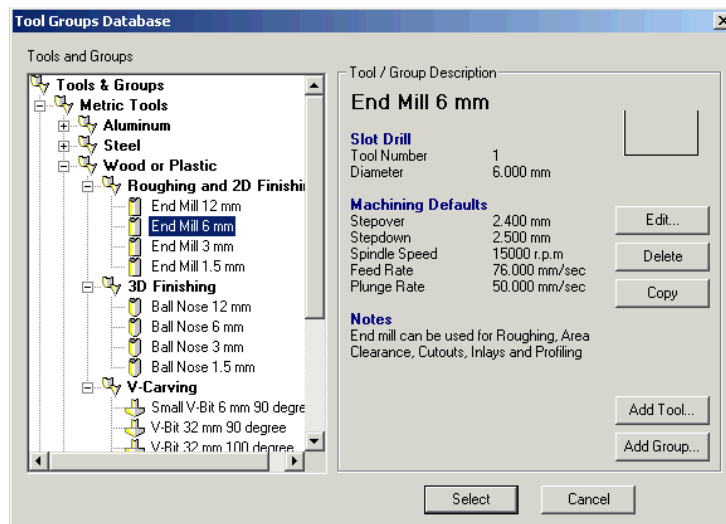 Tool Groups Database
Tools and Groups
Tools & Groups
Metric Tools
Aluminum
Steel
Wood or Plastic
Roughing and 2D Finishi
End Mill 12 mm
End Mill 6 mm
End Mill 3 mm
End Mill 1.5 mm
3D Finishing
Ball Nose 12 mm
Ball Nose 6 mm
Ball Nose 3 mm
Ball Nose 1.5 mm
V-Carving
Small V-Bit 6 mm 90 degre
V-Bit 32 mm 90 degree
V-Bit 32 mm 100 degree
Tool / Group Description
End Mill 6 mm
Slot Drill
Tool Number 1
Diameter 6.000 mm
Machining Defaults
Stepover 2.400 mm
Stepdown 2.500 mm
Spindle Speed 15000 r.p.m
Feed Rate 76.000 mm/sec
Plunge Rate 50.000 mm/sec
Notes
End mill can be used for Roughing, Area
Clearance, Cutouts, Inlays and Profiling
Edit...
Delete
Copy
Add Tool...
Add Group...
Select
Cancel